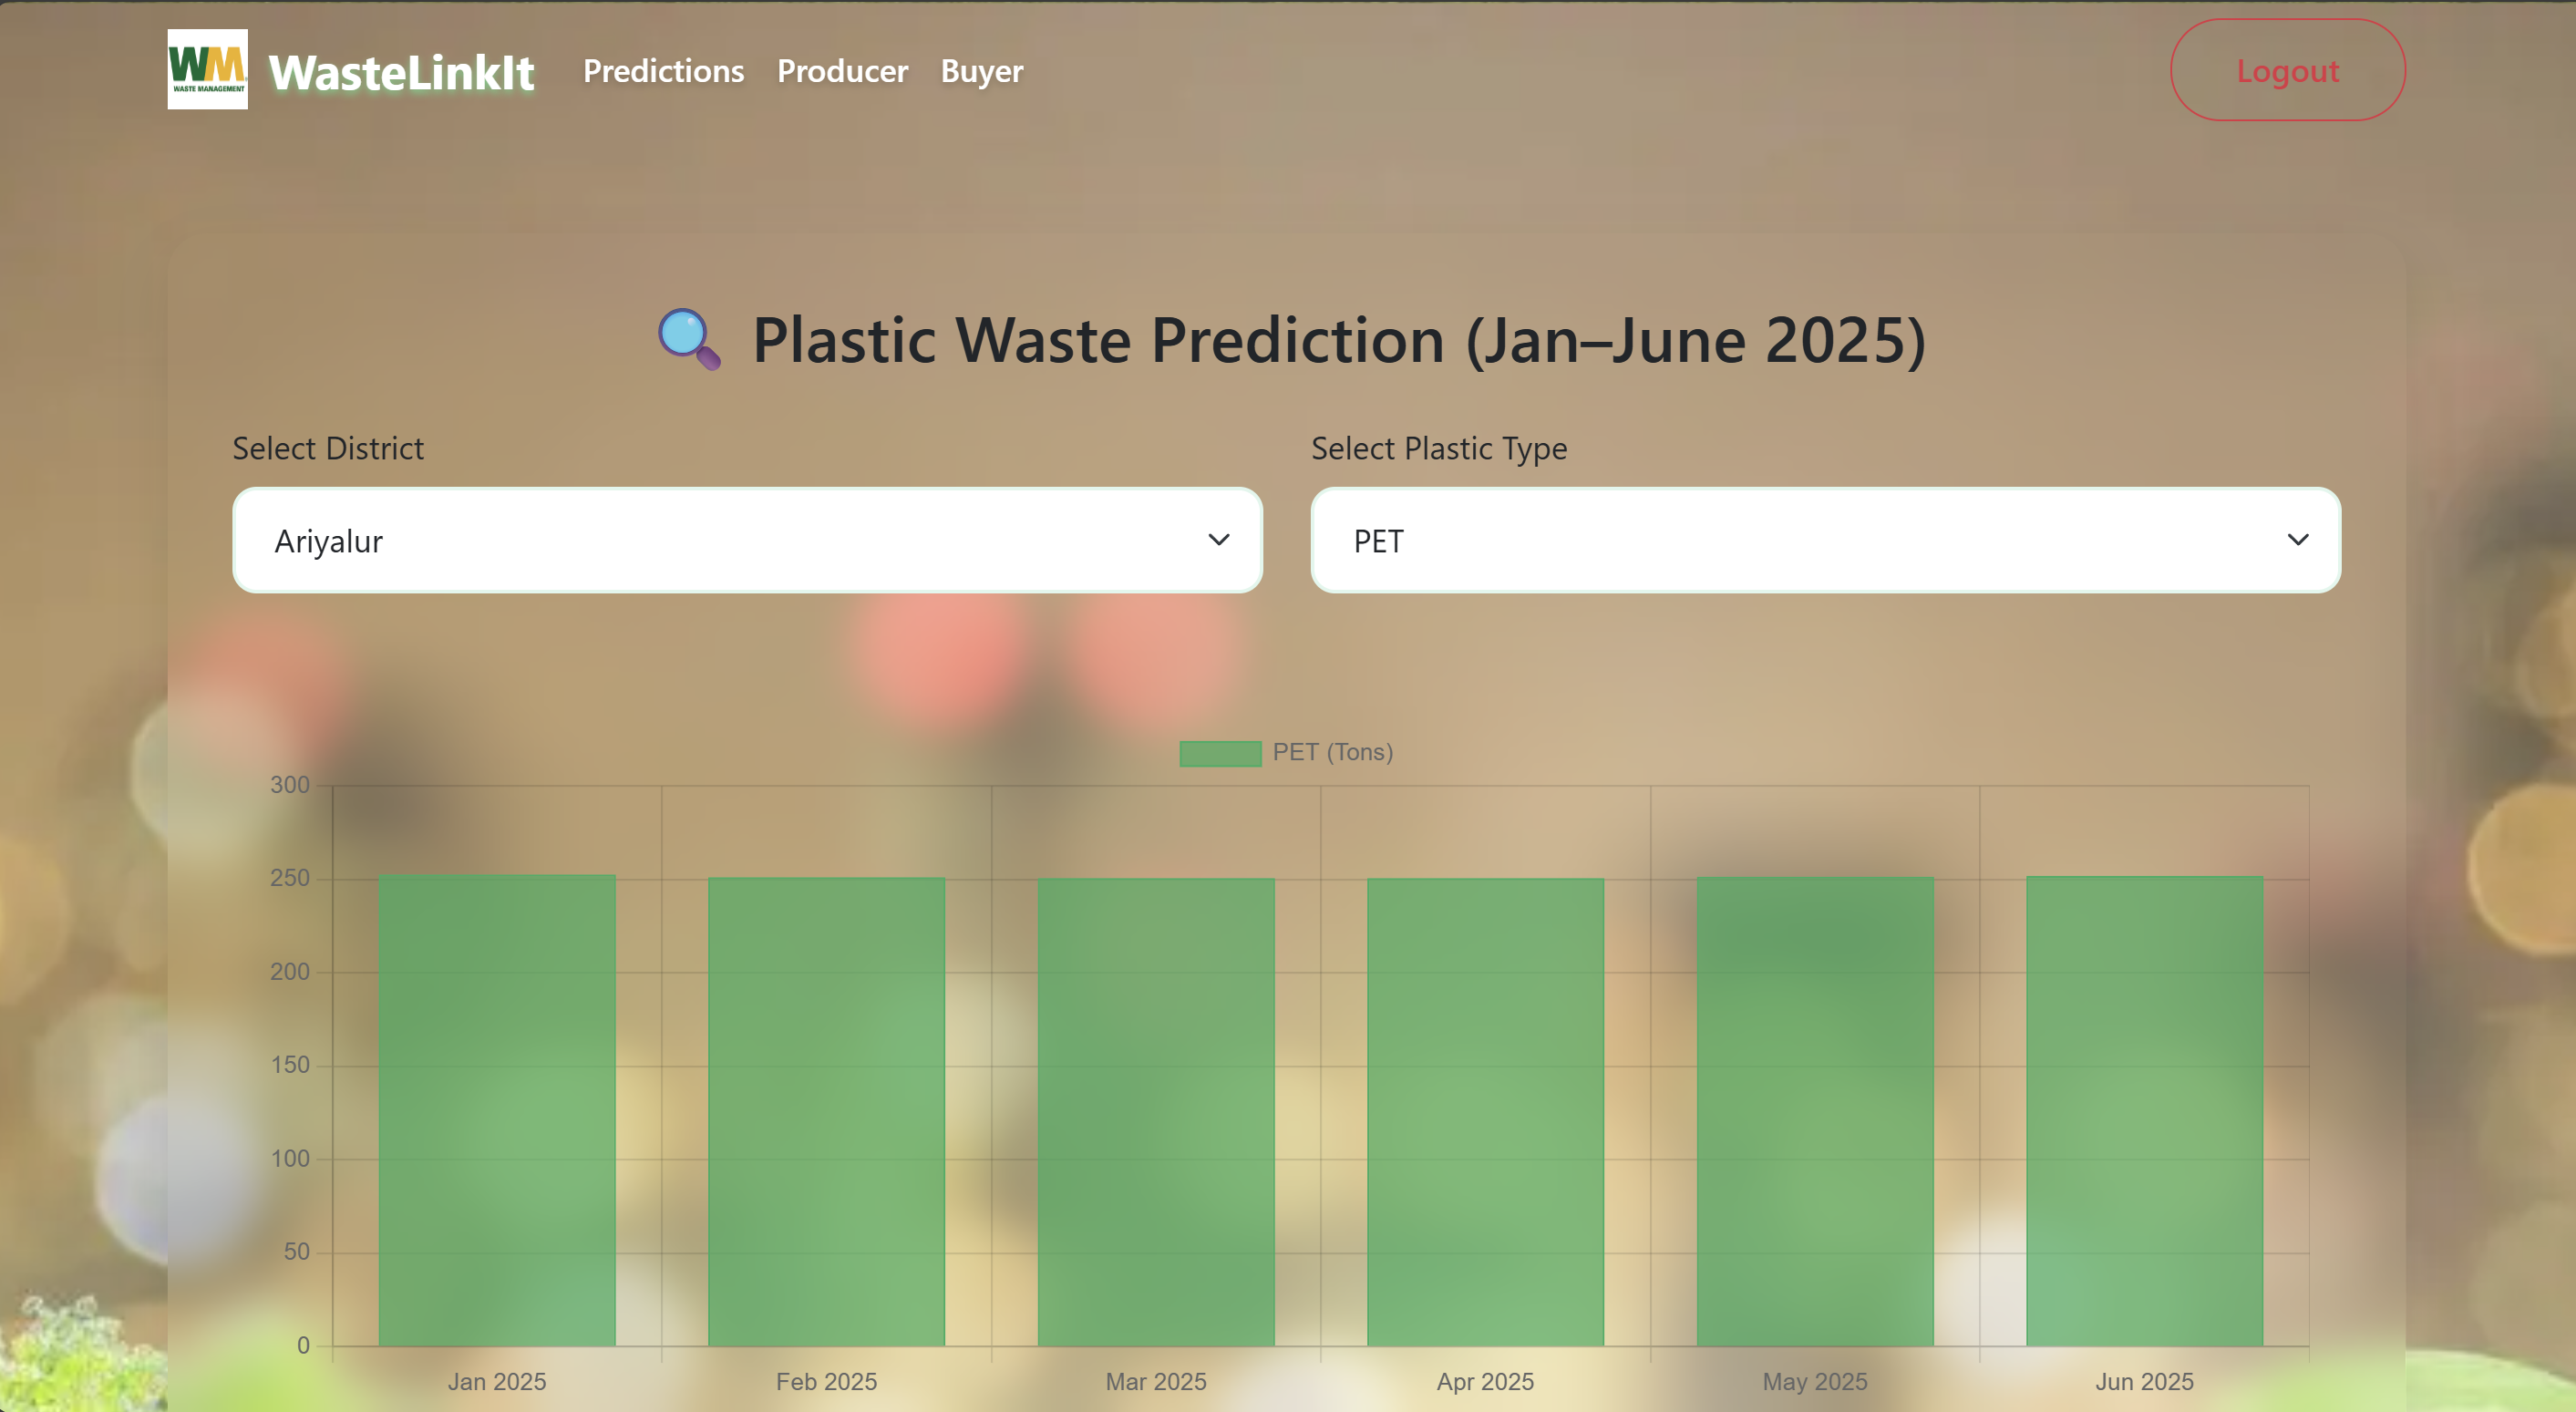 WM
WASTE MANAGEMENT
WasteLinkIt
Predictions
Producer
Buyer
Logout
🔍 Plastic Waste Prediction (Jan–June 2025)
Select District
Select Plastic Type
Ariyalur
PET
PET (Tons)
300
250
200
150
100
50
0
Jan 2025
Feb 2025
Mar 2025
Apr 2025
May 2025
Jun 2025